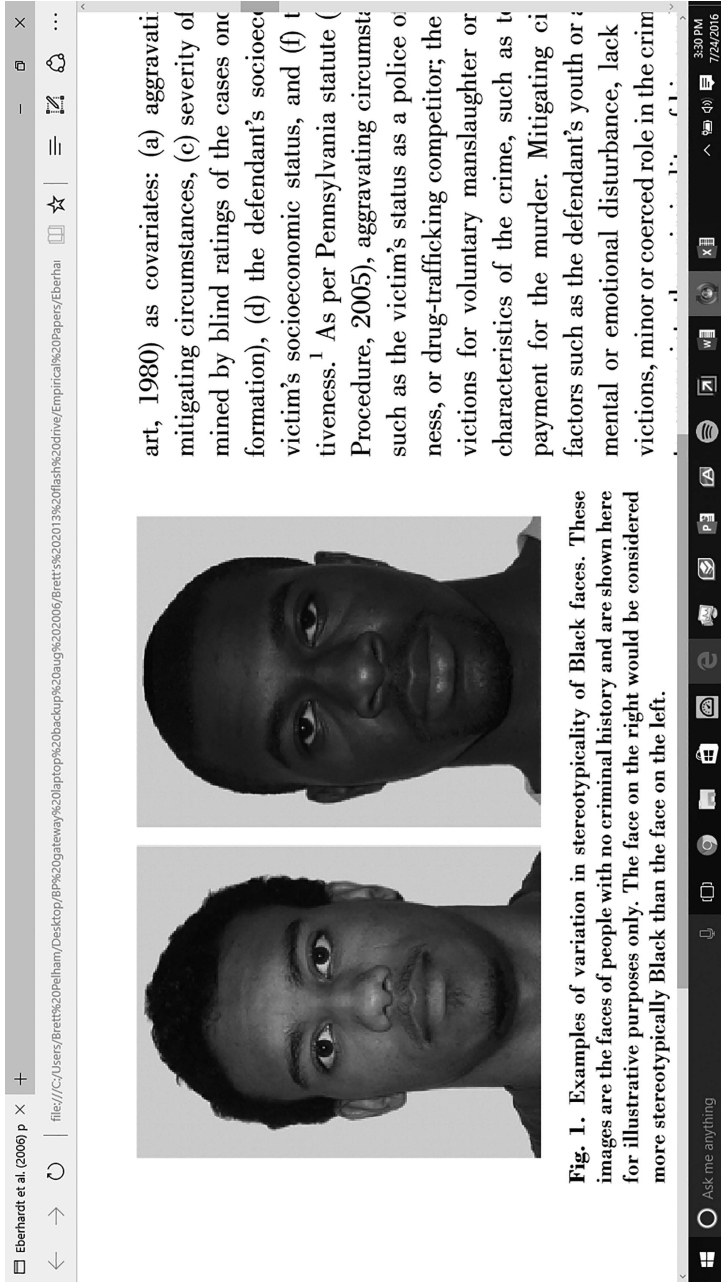 Eberhardt et al. (2006) p
file:///C:/Users/Brett%20Pelham/Desktop/BP%20gateway%20laptop%20backup%20aug%202006/Brett's%202013%20flash%20drive/Empirical%20Papers/Eberhar
Fig. 1. Examples of variation in stereotypicality of Black faces. These
images are the faces of people with no criminal history and are shown here
for illustrative purposes only. The face on the right would be considered
more stereotypically Black than the face on the left.
art, 1980) as covariates: (a) aggravati
mitigating circumstances, (c) severity of
mined by blind ratings of the cases onc
formation), (d) the defendant's socioec
victim's socioeconomic status, and (f) t
tiveness.1 As per Pennsylvania statute (
Procedure, 2005), aggravating circumsta
such as the victim's status as a police of
ness, or drug-trafficking competitor; the
victions for voluntary manslaughter or
characteristics of the crime, such as to
payment for the murder. Mitigating ci
factors such as the defendant's youth or a
mental or emotional disturbance, lack
victions, minor or coerced role in the crim
Ask me anything
3:30 PM
7/24/2016